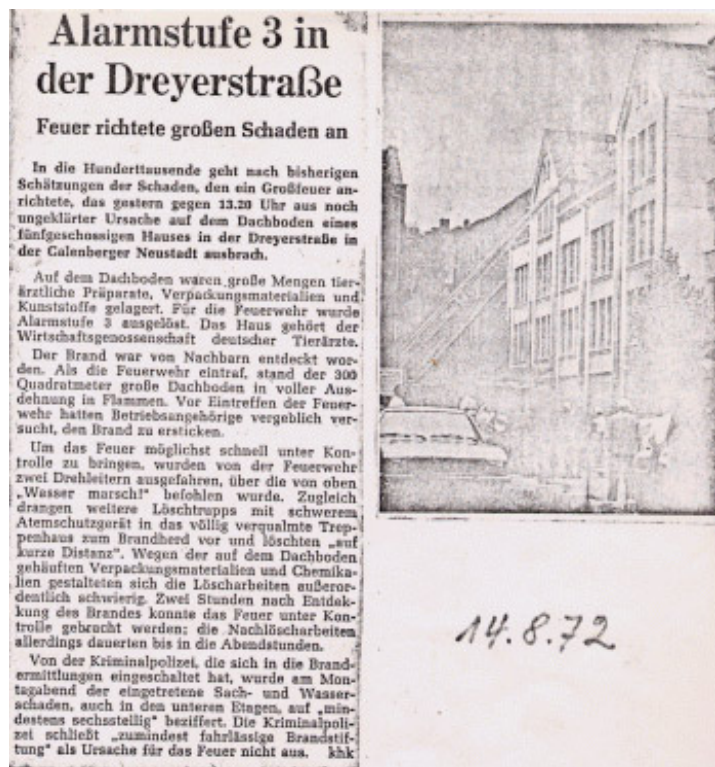 Alarmstufe 3 in
der Dreyerstraße
Feuer richtete großen Schaden an
In die Hunderttausende geht nach bisherigen
Schätzungen der Schaden, den ein Großfeuer an-
richtete, das gestern gegen 13.20 Uhr aus noch
ungeklärter Ursache auf dem Dachboden eines
fünfgeschossigen Hauses in der Dreyerstraße in
der Calenberger Neustadt ausbrach.
Auf dem Dachboden waren große Mengen tier-
ärztliche Präparate, Verpackungsmaterialien und
Kunststoffe gelagert. Für die Feuerwehr wurde
Alarmstufe 3 ausgelöst. Das Haus gehört der
Wirtschaftsgenossenschaft deutscher Tierärzte.
Der Brand war von Nachbarn entdeckt wor-
den. Als die Feuerwehr eintraf, stand der 300
Quadratmeter große Dachboden in voller Aus-
dehnung in Flammen. Vor Eintreffen der Feuer-
wehr hatten Betriebsangehörige vergeblich ver-
sucht, den Brand zu ersticken.
Um das Feuer möglichst schnell unter Kon-
trolle zu bringen, wurden von der Feuerwehr
zwei Drehleitern ausgefahren, über die von oben
„Wasser marsch!" befohlen wurde. Zugleich
drangen weitere Löschtrupps mit schwerem
Atemschutzgerät in das völlig verqualmte Trep-
penhaus zum Brandherd vor und löschten „auf
kurze Distanz". Wegen der auf dem Dachboden
gehäuften Verpackungsmaterialien und Chemika-
lien gestalteten sich die Löscharbeiten außeror-
dentlich schwierig. Zwei Stunden nach Entdek-
kung des Brandes konnte das Feuer unter Kon-
trolle gebracht werden; die Nachlöscharbeiten
allerdings dauerten bis in die Abendstunden.
Von der Kriminalpolizei, die sich in die Brand-
ermittlungen eingeschaltet hat, wurde am Mon-
tagabend der eingetretene Sach- und Wasser-
schaden, auch in den unteren Etagen, auf „min-
destens sechsstellig" beziffert. Die Kriminalpoli-
zei schließt „zumindest fahrlässige Brandstif-
tung" als Ursache für das Feuer nicht aus. khk
14.8.72